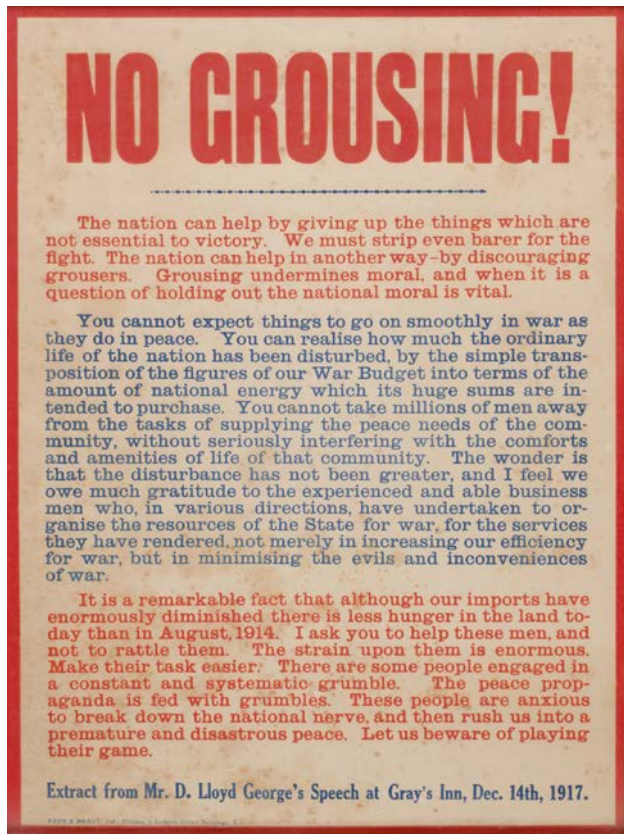 NO GROUSING!
The nation can help by giving up the things which are
not essential to victory. We must strip even barer for the
fight. The nation can help in another way–by discouraging
grousers. Grousing undermines moral, and when it is a
question of holding out the national moral is vital.
You cannot expect things to go on smoothly in war as
they do in peace. You can realise how much the ordinary
life of the nation has been disturbed, by the simple trans-
position of the figures of our War Budget into terms of the
amount of national energy which its huge sums are in-
tended to purchase. You cannot take millions of men away
from the tasks of supplying the peace needs of the com-
munity, without seriously interfering with the comforts
and amenities of life of that community. The wonder is
that the disturbance has not been greater, and I feel we
owe much gratitude to the experienced and able business
men who, in various directions, have undertaken to or-
ganise the resources of the State for war, for the services
they have rendered, not merely in increasing our efficiency
for war, but in minimising the evils and inconveniences
of war.
It is a remarkable fact that although our imports have
enormously diminished there is less hunger in the land to-
day than in August, 1914. I ask you to help these men, and
not to rattle them. The strain upon them is enormous.
Make their task easier. There are some people engaged in
a constant and systematic grumble. The peace prop-
aganda is fed with grumbles. These people are anxious
to break down the national nerve, and then rush us into a
premature and disastrous peace. Let us beware of playing
their game.
Extract from Mr. D. Lloyd George's Speech at Gray's Inn, Dec. 14th, 1917.